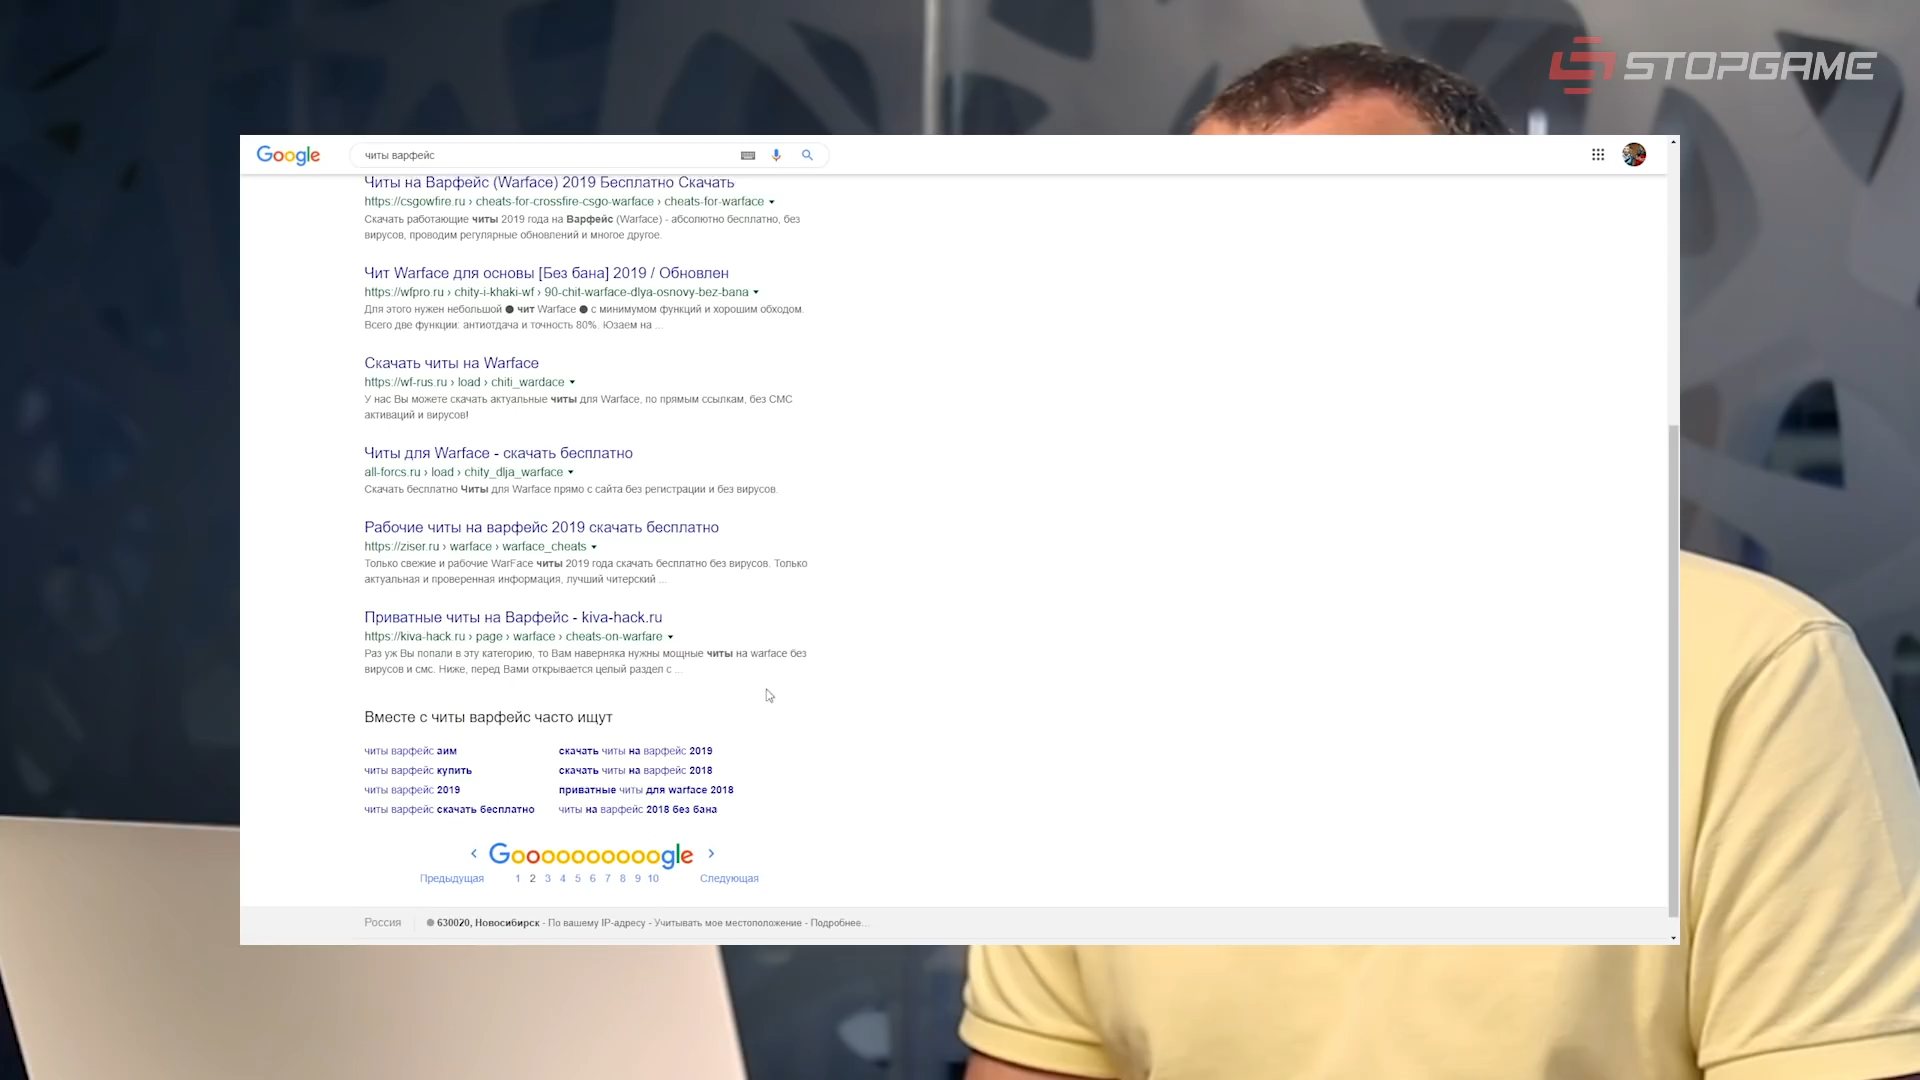 STOPGAME
Google
читы варфейс
Читы на Варфейс (Warface) 2019 Бесплатно Скачать
https://csgowfire.ru › cheats-for-crossfire-csgo-warface › cheats-for-warface
Скачать работающие читы 2019 года на Варфейс (Warface) - абсолютно бесплатно, без
вирусов, проводим регулярные обновлений и многое другое.
Чит Warface для основы [Без бана] 2019 / Обновлен
https://wfpro.ru › chity-i-khaki-wf › 90-chit-warface-dlya-osnovy-bez-bana
Для этого нужен небольшой ● чит Warface ● с минимумом функций и хорошим обходом.
Всего две функции: антиотдача и точность 80%. Юзаем на ...
Скачать читы на Warface
https://wf-rus.ru › load › chiti_wardace
У нас Вы можете скачать актуальные читы для Warface, по прямым ссылкам, без СМС
активаций и вирусов!
Читы для Warface - скачать бесплатно
all-forcs.ru › load › chity_dlja_warface
Скачать бесплатно Читы для Warface прямо с сайта без регистрации и без вирусов.
Рабочие читы на варфейс 2019 скачать бесплатно
https://ziser.ru › warface › warface_cheats
Только свежие и рабочие WarFace читы 2019 года скачать бесплатно без вирусов. Только
актуальная и проверенная информация, лучший читерский ...
Приватные читы на Варфейс - kiva-hack.ru
https://kiva-hack.ru › page › warface › cheats-on-warfare
Раз уж Вы попали в эту категорию, то Вам наверняка нужны мощные читы на warface без
вирусов и смс. Ниже, перед Вами открывается целый раздел с ...
Вместе с читы варфейс часто ищут
читы варфейс аим скачать читы на варфейс 2019
читы варфейс купить скачать читы на варфейс 2018
читы варфейс 2019 приватные читы для warface 2018
читы варфейс скачать бесплатно читы на варфейс 2018 без бана
< Goooooooooogle >
Предыдущая 1 2 3 4 5 6 7 8 9 10 Следующая
Россия ● 630020, Новосибирск - По вашему IP-адресу - Учитывать мое местоположение - Подробнее...